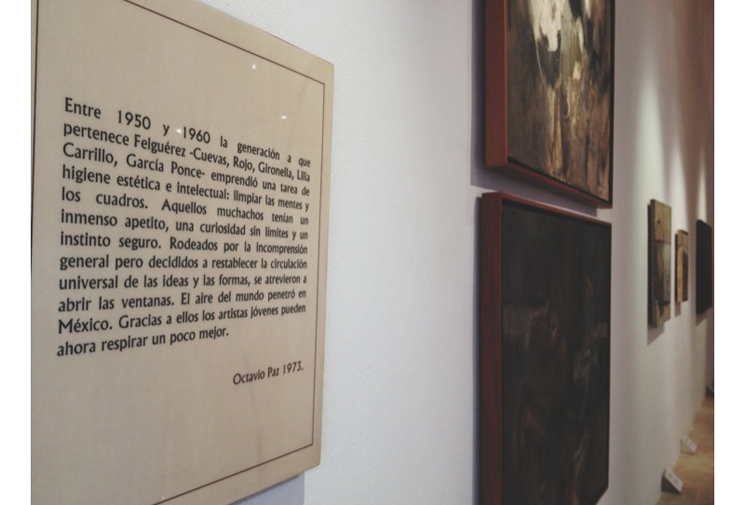 Entre 1950 y 1960 la generación a que
pertenece Felguérez -Cuevas, Rojo, Gironella, Lilia
Carrillo, García Ponce- emprendió una tarea de
higiene estética e intelectual: limpiar las mentes y
los cuadros. Aquellos muchachos tenían un
inmenso apetito, una curiosidad sin límites y un
instinto seguro. Rodeados por la incomprensión
general pero decididos a restablecer la circulación
universal de las ideas y las formas, se atrevieron a
abrir las ventanas. El aire del mundo penetró en
México. Gracias a ellos los artistas jóvenes pueden
ahora respirar un poco mejor.
Octavio Paz 1973.